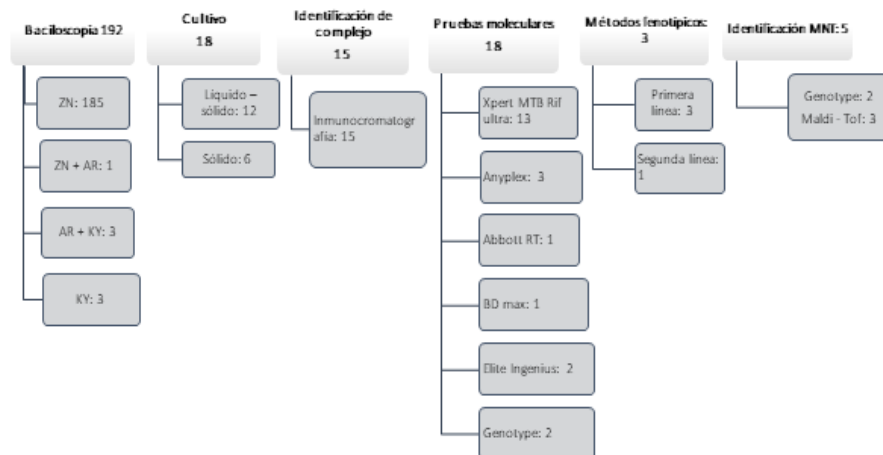 Baciloscopia 192
ZN: 185
ZN + AR: 1
AR + KY: 3
KY: 3
Cultivo
18
Líquido –
sólido: 12
Sólido: 6
Identificación de
complejo
15
Inmunocromatogr
afia: 15
Pruebas moleculares
18
Xpert MTB Rif
ultra: 13
Anyplex: 3
Abbott RT: 1
BD max: 1
Elite Ingenius: 2
Genotype: 2
Métodos fenotípicos:
3
Primera
línea: 3
Segunda línea:
1
Identificación MNT: 5
Genotype: 2
Maldi - Tof: 3